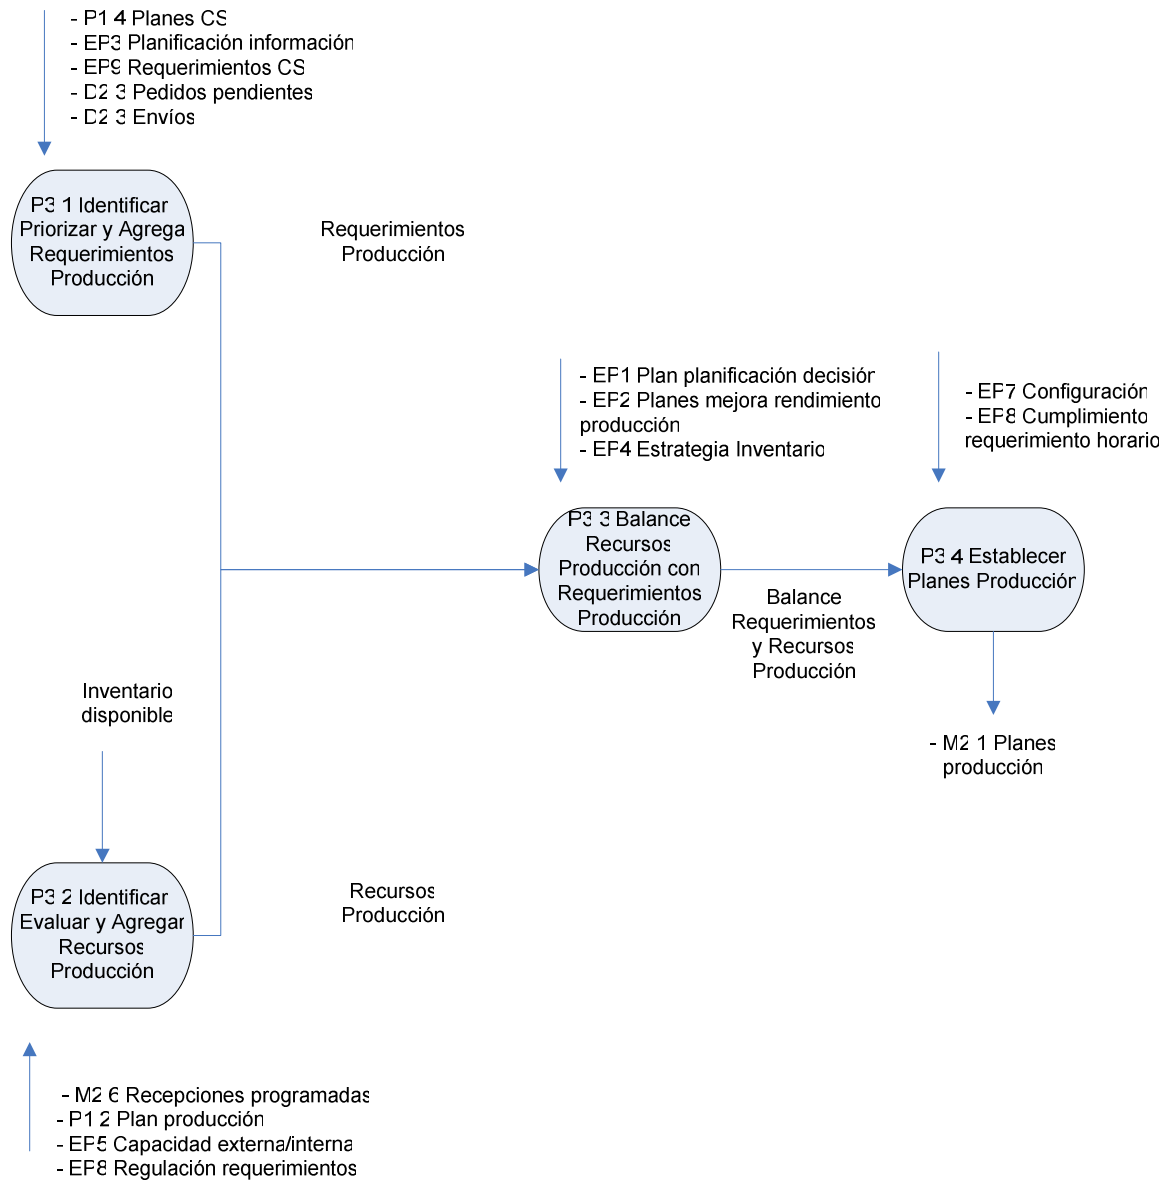 - P1 4 Planes CS
- EP3 Planificación información
- EP9 Requerimientos CS
- D2 3 Pedidos pendientes
- D2 3 Envíos
P3 1 Identificar
Priorizar y Agrega
Requerimientos
Producción
Requerimientos
Producción
- EP1 Plan planificación decisión
- EP2 Planes mejora rendimiento
producción
- EP4 Estrategia Inventario
- EP7 Configuración
- EP8 Cumplimiento
requerimiento horario
P3 3 Balance
Recursos
Producción con
Requerimientos
Producción
Balance
Requerimientos
y Recursos
Producción
P3 4 Establecer
Planes Producción
- M2 1 Planes
producción
Inventario
disponible
P3 2 Identificar
Evaluar y Agregar
Recursos
Producción
Recursos
Producción
- M2 6 Recepciones programadas
- P1 2 Plan producción
- EP5 Capacidad externa/interna
- EP8 Regulación requerimientos